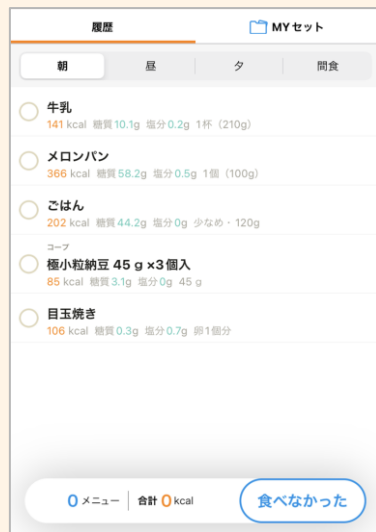 履歴
MYセット
朝
昼
夕
間食
牛乳
141 kcal 糖質10.1g 塩分0.2g 1杯（210g）
メロンパン
366 kcal 糖質58.2g 塩分0.5g 1個（100g）
ごはん
202 kcal 糖質44.2g 塩分0g 少なめ・120g
コープ
極小粒納豆 45 g ×3個入
85 kcal 糖質3.1g 塩分0g 45 g
目玉焼き
106 kcal 糖質0.3g 塩分0.7g 卵1個分
0 メニュー 合計 0 kcal
食べなかった